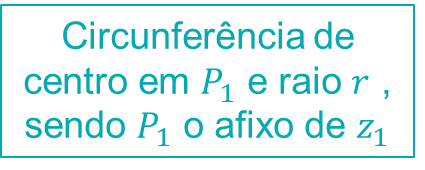 Circunferência de
centro em P₁ e raio r ,
sendo P₁ o afixo de z₁